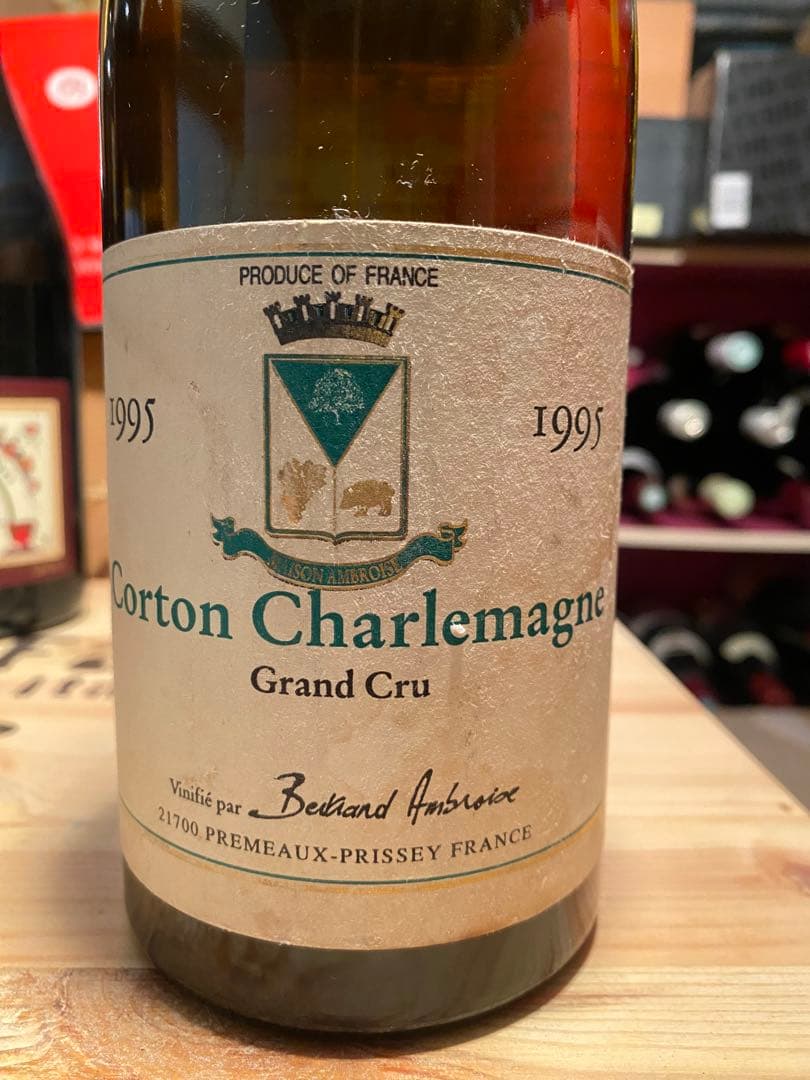 PRODUCE OF FRANCE
1995 1995
MAISON AMBROISE
Corton Charlemagne
Grand Cru
Vinifié par Bertrand Ambroise
21700 PREMEAUX-PRISSEY FRANCE